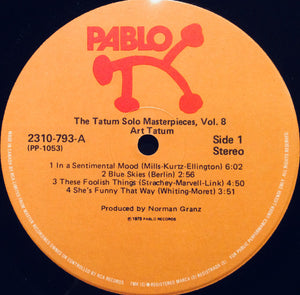 PABLO
The Tatum Solo Masterpieces, Vol. 8
Art Tatum
2310-793-A
(PP-1053)
Side 1
Stereo
1 In a Sentimental Mood (Mills-Kurtz-Ellington) 6:02
2 Blue Skies (Berlin) 2:56
3 These Foolish Things (Strachey-Marvell-Link) 4:50
4 She's Funny That Way (Whiting-Moret) 3:51
Produced by Norman Granz
PABLO RECORDS